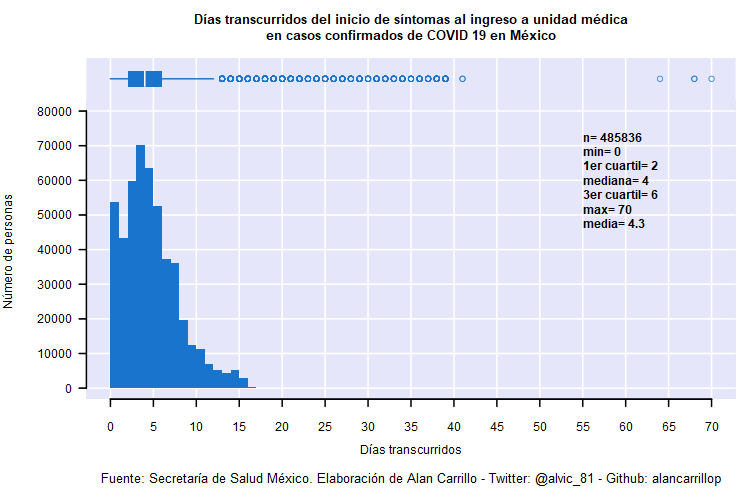 Días transcurridos del inicio de síntomas al ingreso a unidad médica
en casos confirmados de COVID 19 en México
80000
70000
60000
50000
40000
30000
20000
10000
0
Número de personas
n= 485836
min= 0
1er cuartil= 2
mediana= 4
3er cuartil= 6
max= 70
media= 4.3
0 5 10 15 20 25 30 35 40 45 50 55 60 65 70
Días transcurridos
Fuente: Secretaría de Salud México. Elaboración de Alan Carrillo - Twitter: @alvic_81 - Github: alancarrillop